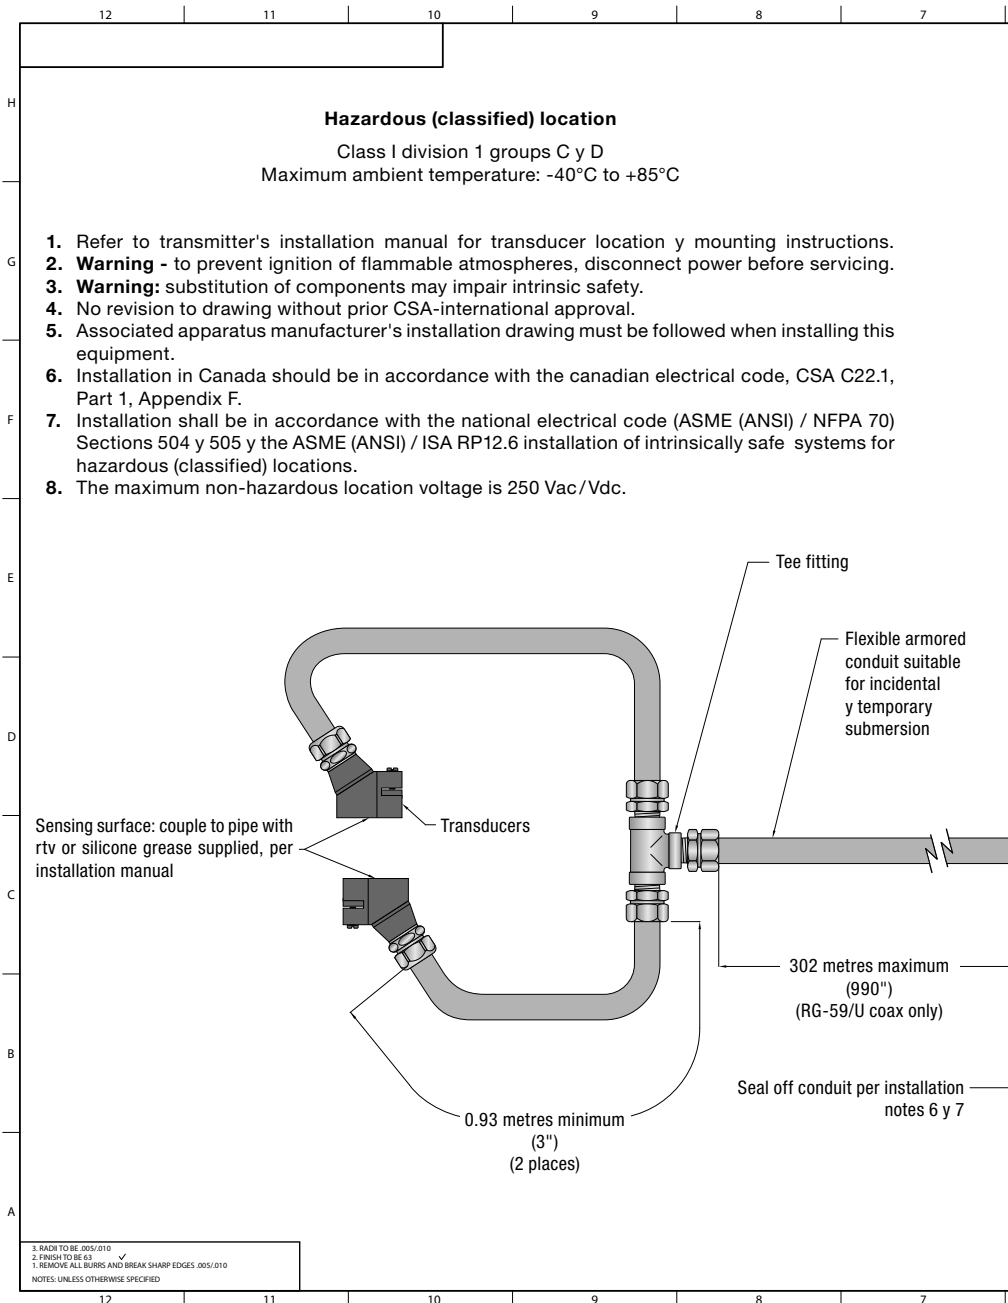 12 11 10 9 8 7
H
Hazardous (classified) location
Class I division 1 groups C y D
Maximum ambient temperature: -40°C to +85°C
G
1. Refer to transmitter's installation manual for transducer location y mounting instructions.
2. Warning - to prevent ignition of flammable atmospheres, disconnect power before servicing.
3. Warning: substitution of components may impair intrinsic safety.
4. No revision to drawing without prior CSA-international approval.
5. Associated apparatus manufacturer's installation drawing must be followed when installing this
equipment.
6. Installation in Canada should be in accordance with the canadian electrical code, CSA C22.1,
Part 1, Appendix F.
F
7. Installation shall be in accordance with the national electrical code (ASME (ANSI) / NFPA 70)
Sections 504 y 505 y the ASME (ANSI) / ISA RP12.6 installation of intrinsically safe systems for
hazardous (classified) locations.
8. The maximum non-hazardous location voltage is 250 Vac/Vdc.
E
Tee fitting
Flexible armored
conduit suitable
for incidental
y temporary
submersion
D
Transducers
Sensing surface: couple to pipe with
rtv or silicone grease supplied, per
installation manual
C
302 metres maximum
(990")
(RG-59/U coax only)
B
Seal off conduit per installation
notes 6 y 7
0.93 metres minimum
(3")
(2 places)
A
3. RADII TO BE .005/.010
2. FINISH TO BE 63 ✓
1. REMOVE ALL BURRS AND BREAK SHARP EDGES .005/.010
NOTES: UNLESS OTHERWISE SPECIFIED
12 11 10 9 8 7